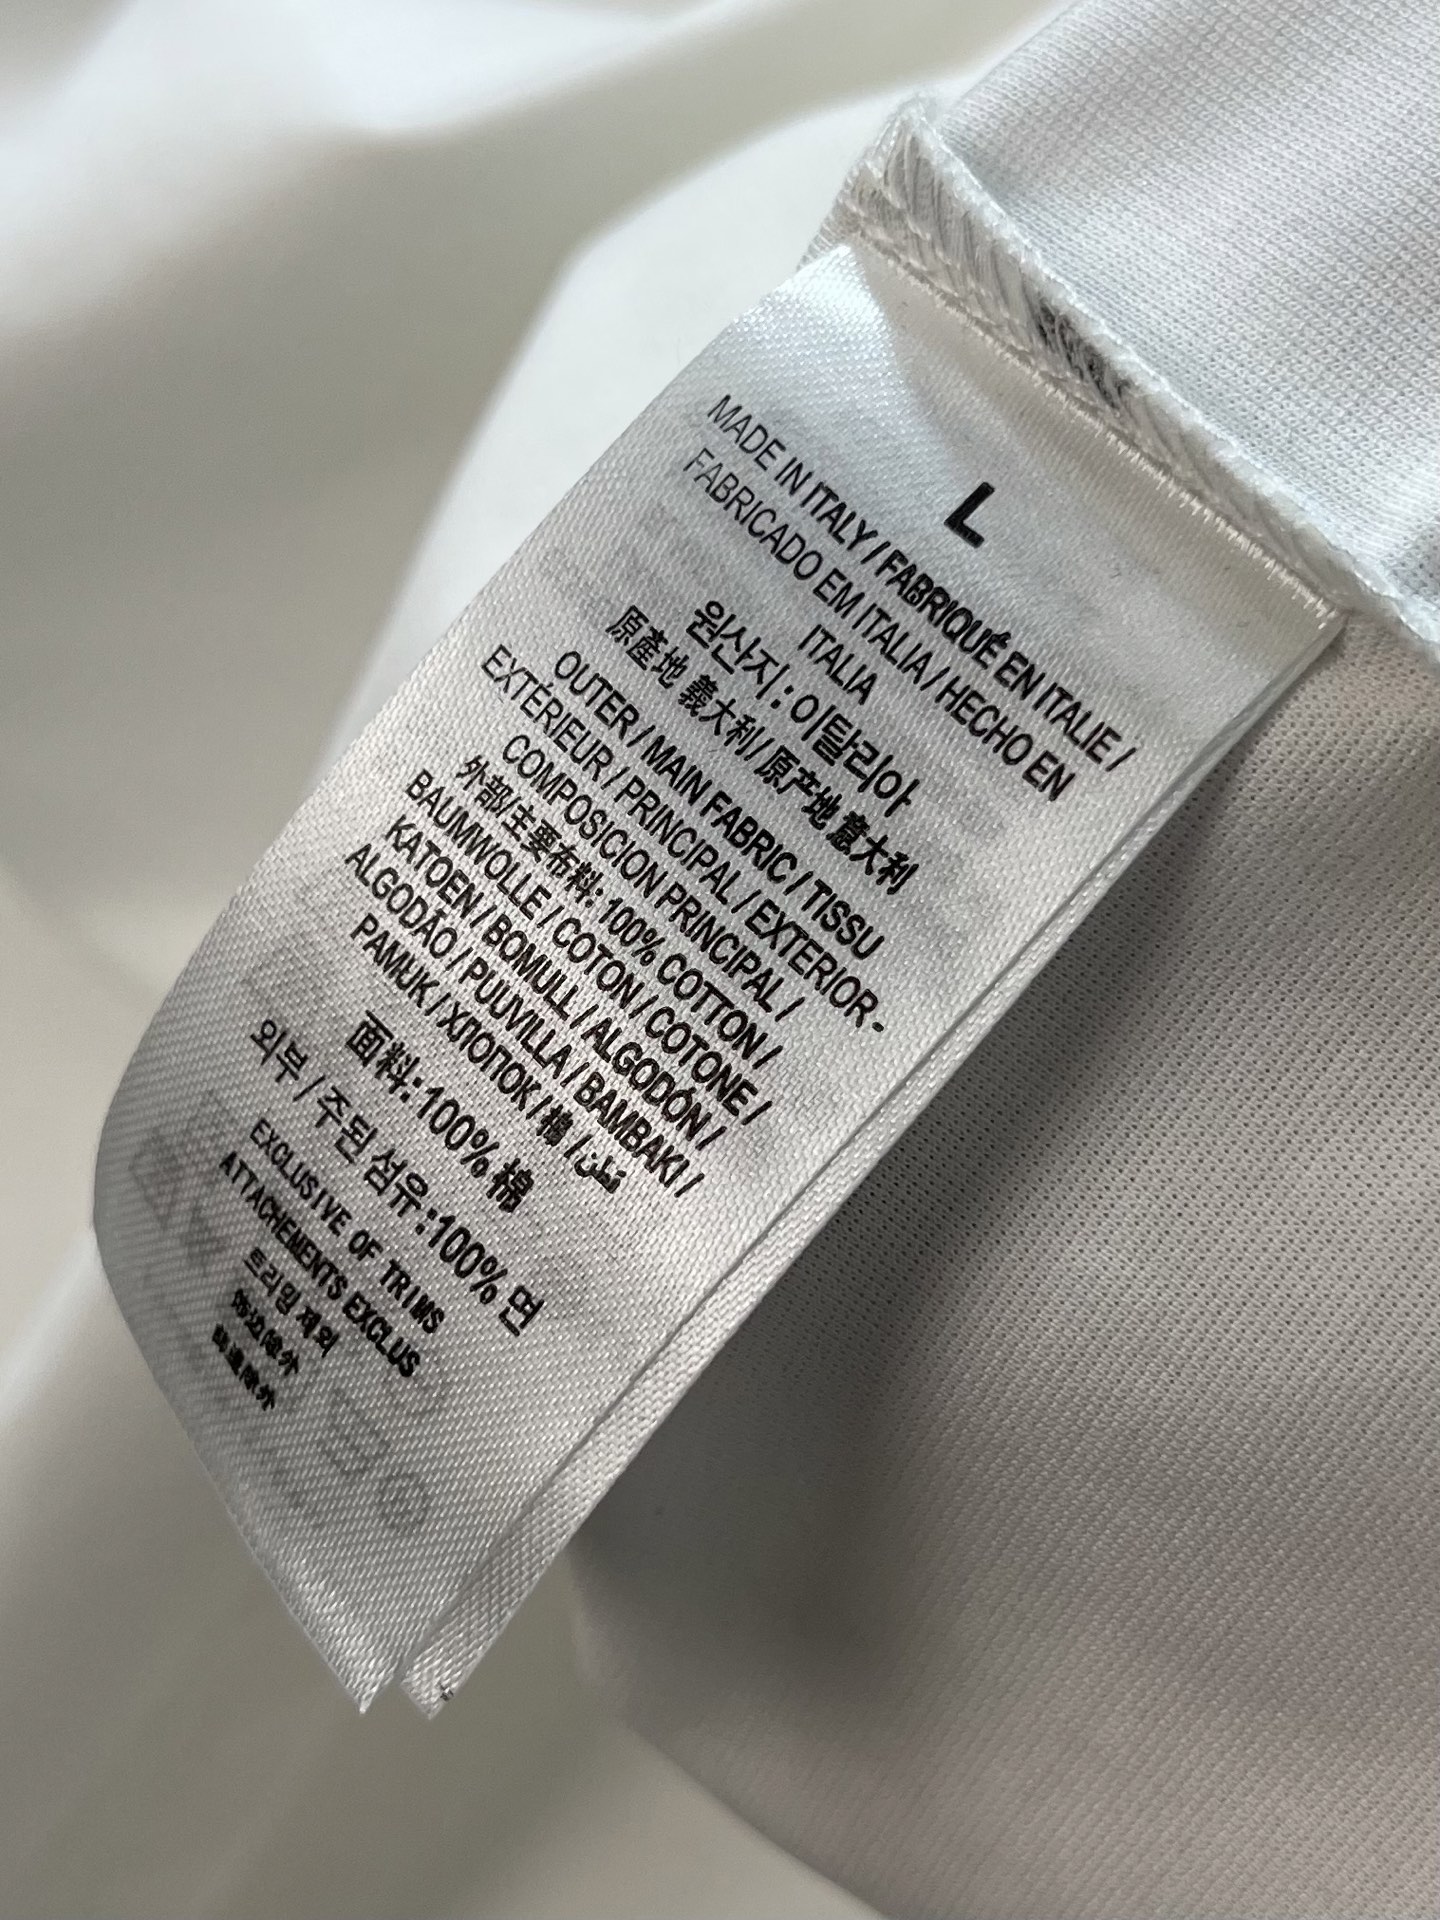 L
MADE IN ITALY / FABRIQUÉ EN ITALIE /
FABRICADO EM ITALIA / HECHO EN
ITALIA
원산지 : 이탈리아
原產地 義大利/ 原产地 意大利
OUTER / MAIN FABRIC / TISSU
EXTÉRIEUR / PRINCIPAL / EXTERIOR -
COMPOSICION PRINCIPAL /
外部/主要布料: 100% COTTON /
BAUMWOLLE / COTON / COTONE /
KATOEN / BOMULL / ALGODÓN /
ALGODÃO / PUUVILLA / BAMBAKI /
PAMUK / ХЛОПОК / 棉 / قطن
面料: 100% 棉
외부 / 주된 섬유 :100% 면
EXCLUSIVE OF TRIMS
ATTACHEMENTS EXCLUS
트리밍 제외